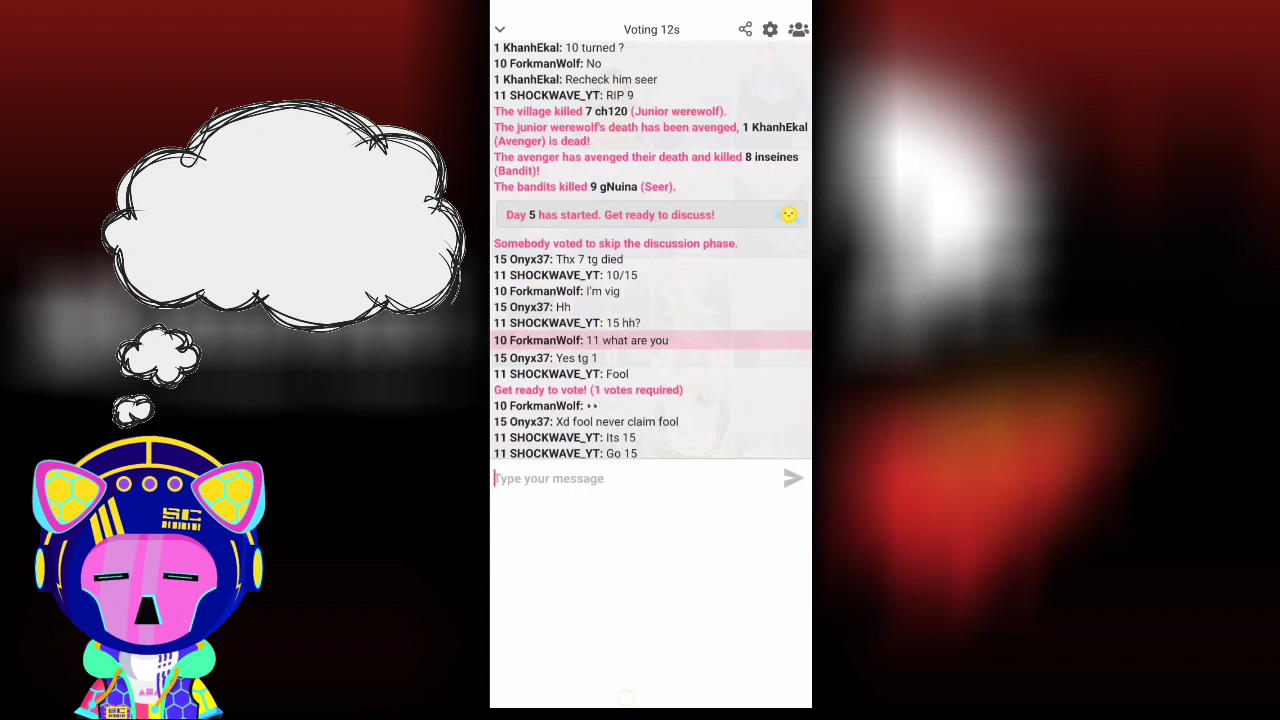 Voting 12s
1 KhanhEkal: 10 turned ?
10 ForkmanWolf: No
1 KhanhEkal: Recheck him seer
11 SHOCKWAVE_YT: RIP 9
The village killed 7 ch120 (Junior werewolf).
The junior werewolf's death has been avenged, 1 KhanhEkal
(Avenger) is dead!
The avenger has avenged their death and killed 8 inseines
(Bandit)!
The bandits killed 9 gNuina (Seer).
Day 5 has started. Get ready to discuss!
Somebody voted to skip the discussion phase.
15 Onyx37: Thx 7 tg died
11 SHOCKWAVE_YT: 10/15
10 ForkmanWolf: I'm vig
15 Onyx37: Hh
11 SHOCKWAVE_YT: 15 hh?
10 ForkmanWolf: 11 what are you
15 Onyx37: Yes tg 1
11 SHOCKWAVE_YT: Fool
Get ready to vote! (1 votes required)
10 ForkmanWolf: 👀
15 Onyx37: Xd fool never claim fool
11 SHOCKWAVE_YT: Its 15
11 SHOCKWAVE_YT: Go 15
Type your message
SC